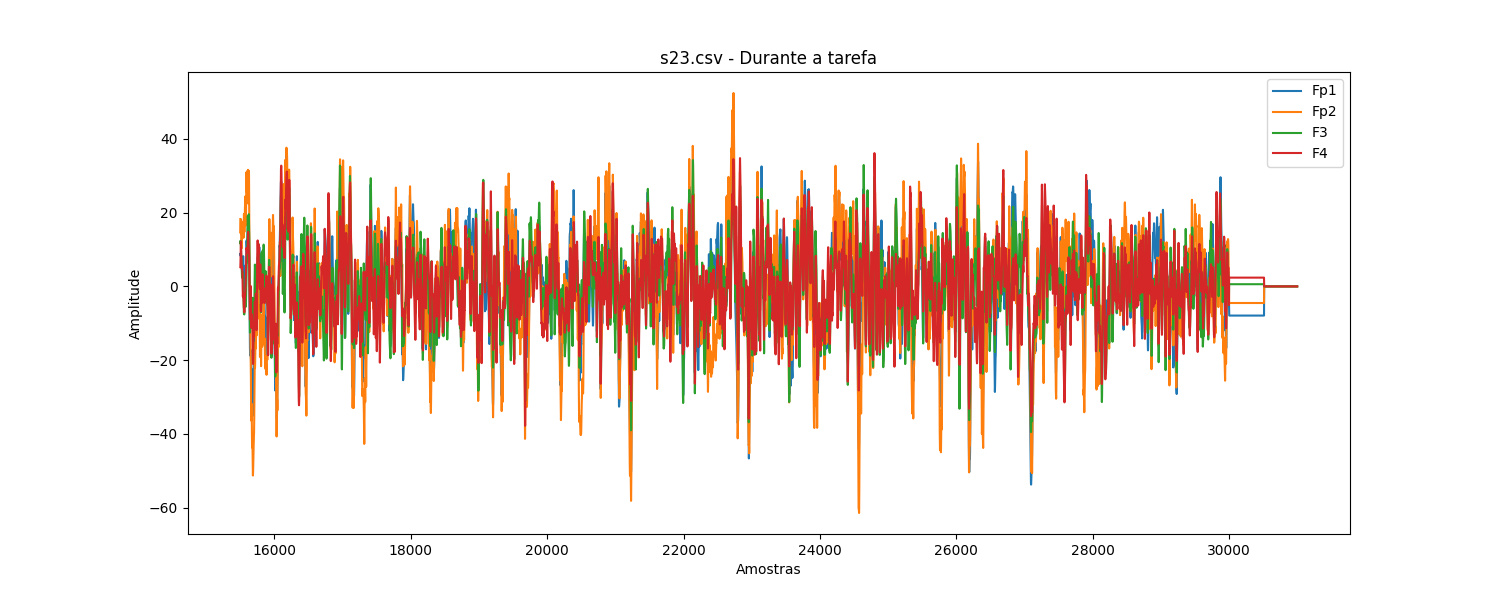 s23.csv - Durante a tarefa
Fp1
Fp2
F3
F4
Amplitude
40
20
0
−20
−40
−60
16000 18000 20000 22000 24000 26000 28000 30000
Amostras